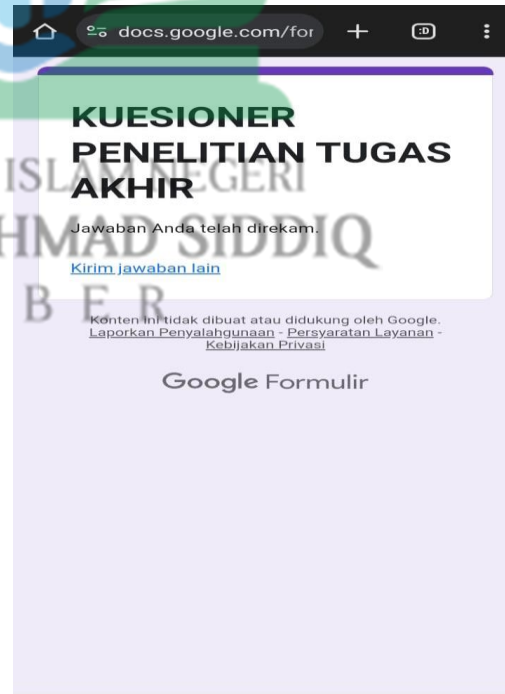 docs.google.com/for
:D
KUESIONER
PENELITIAN TUGAS
AKHIR
Jawaban Anda telah direkam.
Kirim jawaban lain
Konten ini tidak dibuat atau didukung oleh Google.
Laporkan Penyalahgunaan - Persyaratan Layanan -
Kebijakan Privasi
Google Formulir
ISLAM NEGERI
HMAD SIDDIQ
B E R